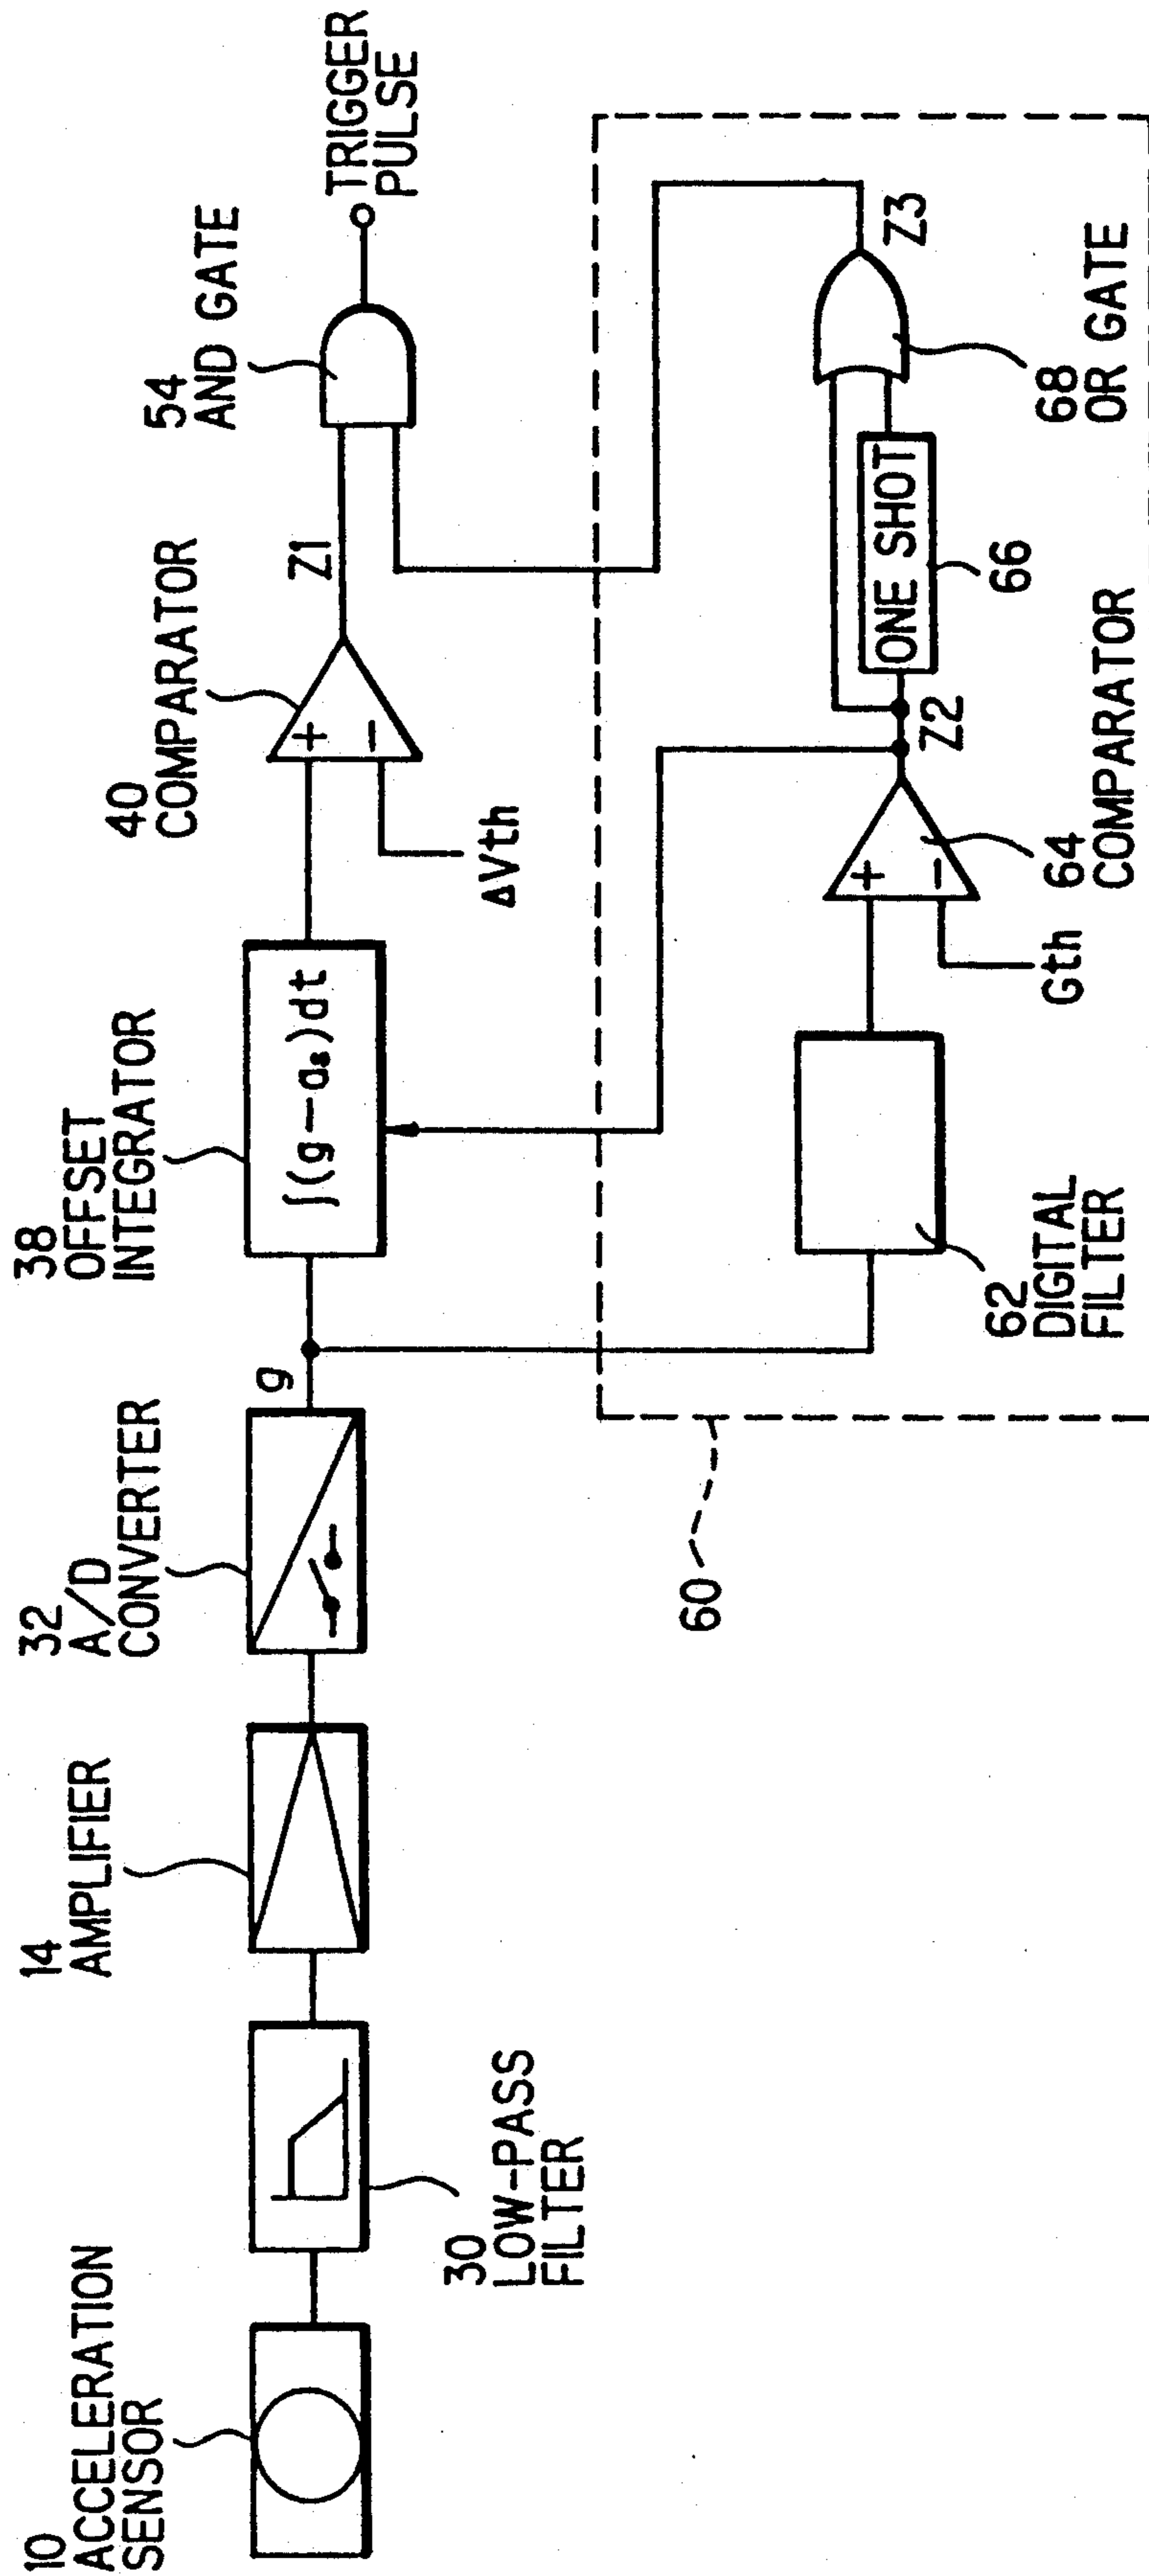 10
ACCELERATION
SENSOR
30
LOW-PASS
FILTER
14
AMPLIFIER
32
A/D
CONVERTER
g
38
OFFSET
INTEGRATOR
∫(g-as)dt
40
COMPARATOR
+
-
ΔVth
Z1
54
AND GATE
TRIGGER
PULSE
60
62
DIGITAL
FILTER
Gth
+
-
64
COMPARATOR
Z2
ONE SHOT
66
68
OR GATE
Z3